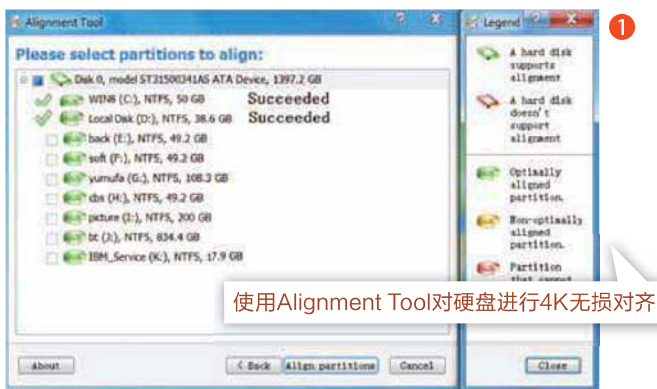 Alignment Tool
Please select partitions to align:
Disk 0, model ST31500341AS ATA Device, 1397.2 GB
WIN8 (C:), NTFS, 50 GB Succeeded
Local Disk (D:), NTFS, 38.6 GB Succeeded
back (E:), NTFS, 49.2 GB
soft (F:), NTFS, 49.2 GB
yumufa (G:), NTFS, 108.3 GB
dbs (H:), NTFS, 49.2 GB
picture (I:), NTFS, 200 GB
bt (J:), NTFS, 834.4 GB
IBM_Service (K:), NTFS, 17.9 GB
About
< Back
Align partitions
Cancel
Legend
A hard disk
supports
alignment
A hard disk
doesn't
support
alignment
Optimally
aligned
partition.
Non-optimally
aligned
partition.
Partition
that cannot
Close
1
使用Alignment Tool对硬盘进行4K无损对齐